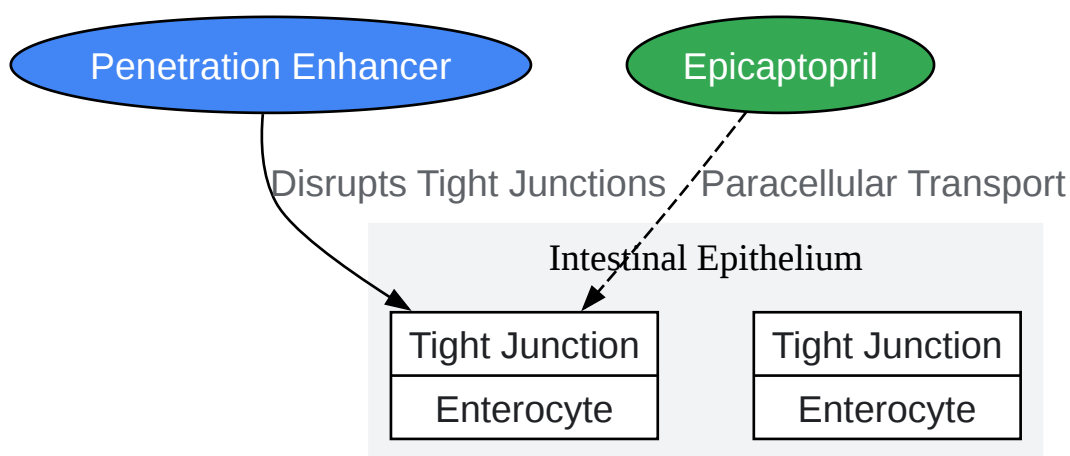 Penetration Enhancer
Epicaptopril
Disrupts Tight Junctions
Paracellular Transport
Intestinal Epithelium
Tight Junction
Enterocyte
Tight Junction
Enterocyte